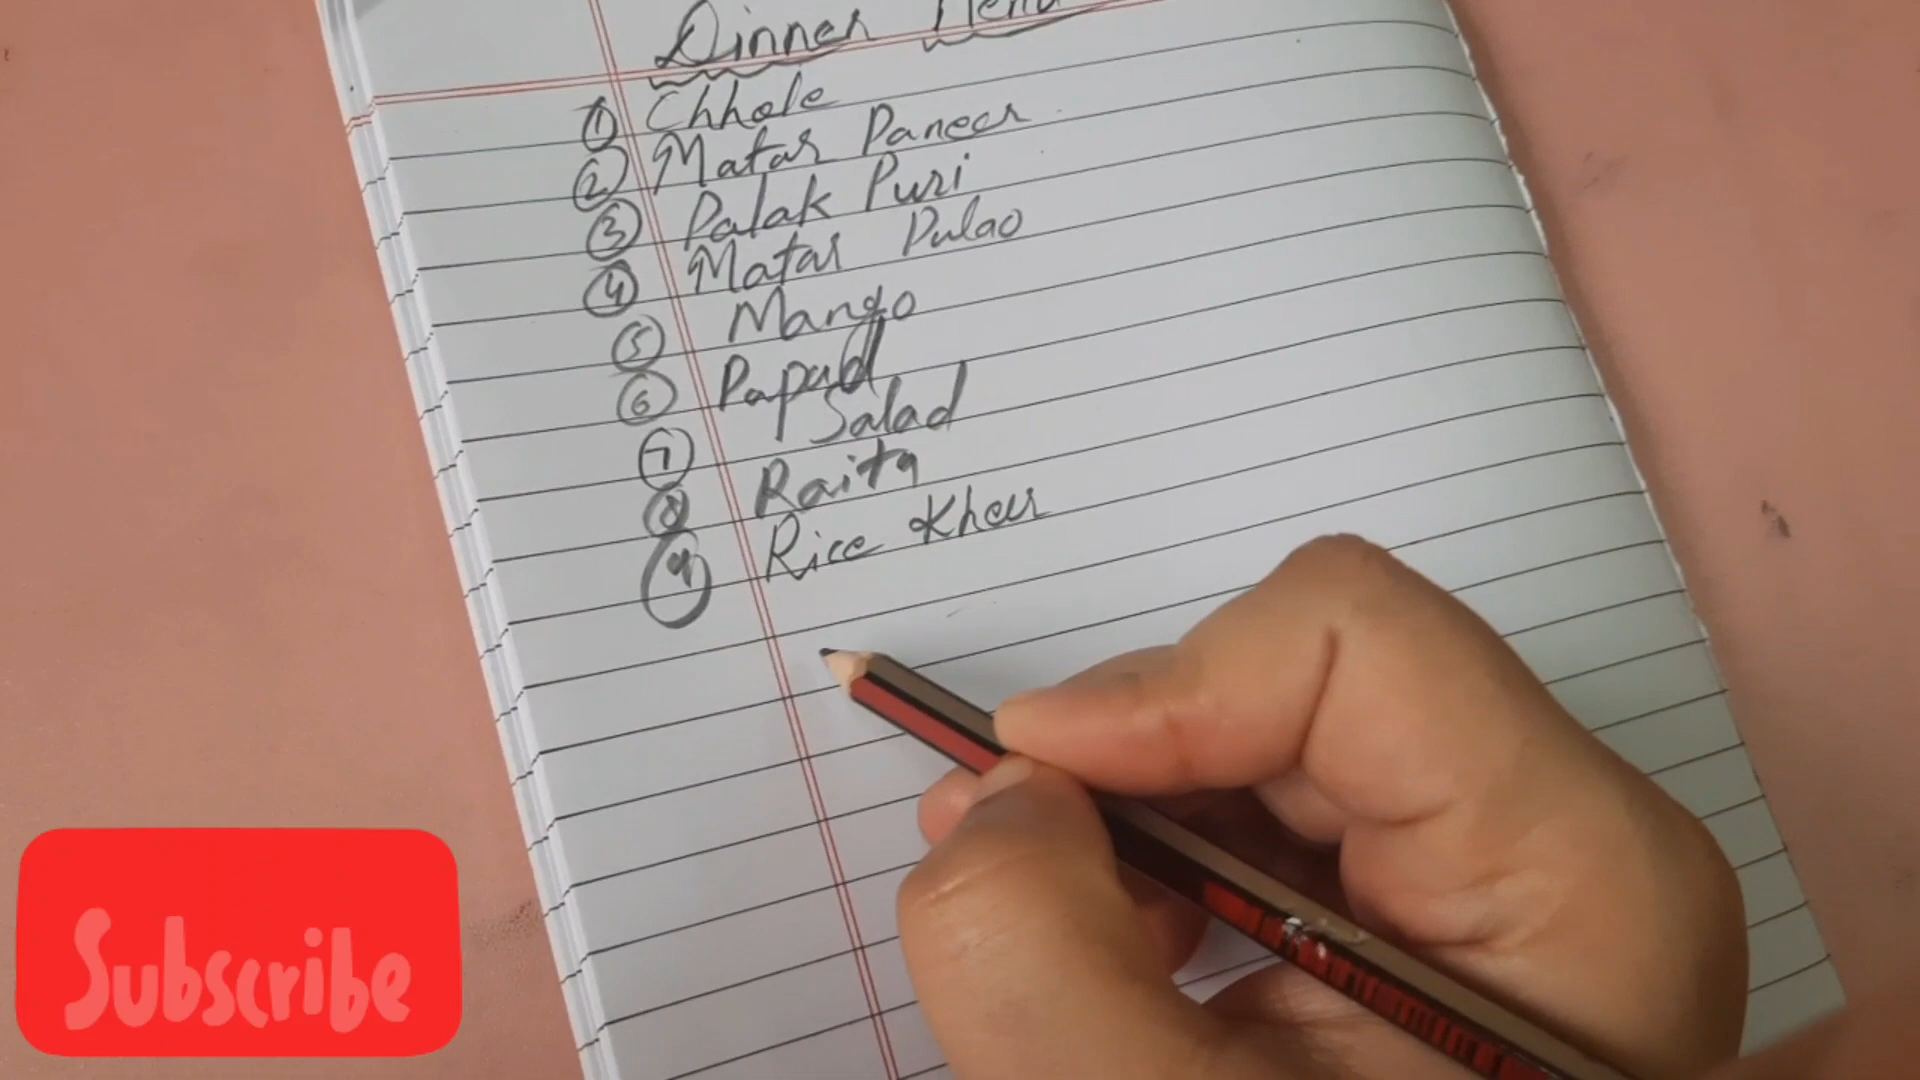 Dinner Menu
① Chhole
② Matar Paneer
③ Palak Puri
④ Matar Pulao
⑤ Mango
⑥ Papad
⑦ Salad
⑧ Raita
⑨ Rice Kheer
Subscribe